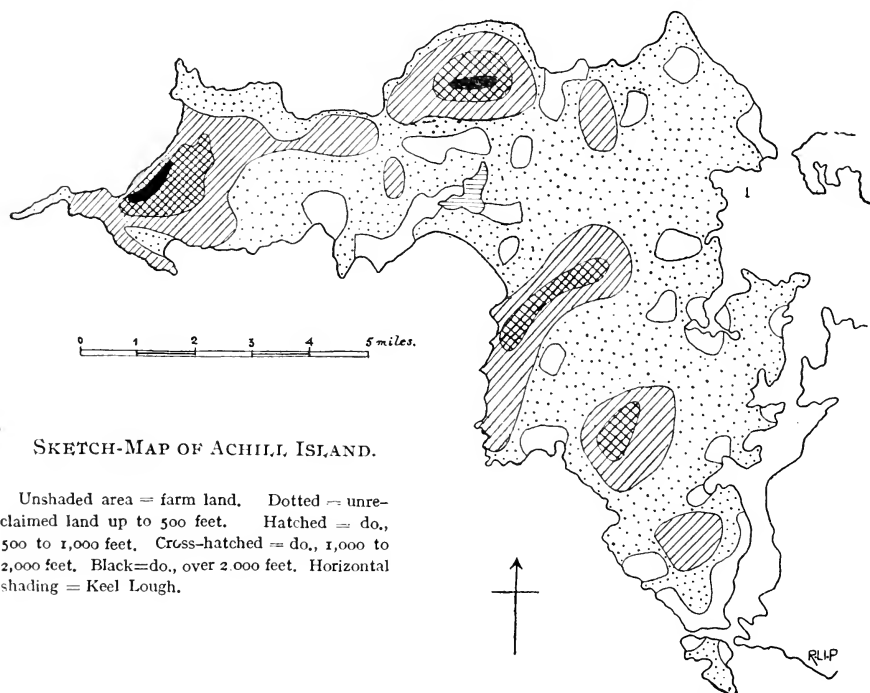 0 1 2 3 4 5 miles.
SKETCH-MAP OF ACHILL ISLAND.
Unshaded area = farm land. Dotted = unre-
claimed land up to 500 feet. Hatched = do.,
500 to 1,000 feet. Cross-hatched = do., 1,000 to
2,000 feet. Black=do., over 2.000 feet. Horizontal
shading = Keel Lough.